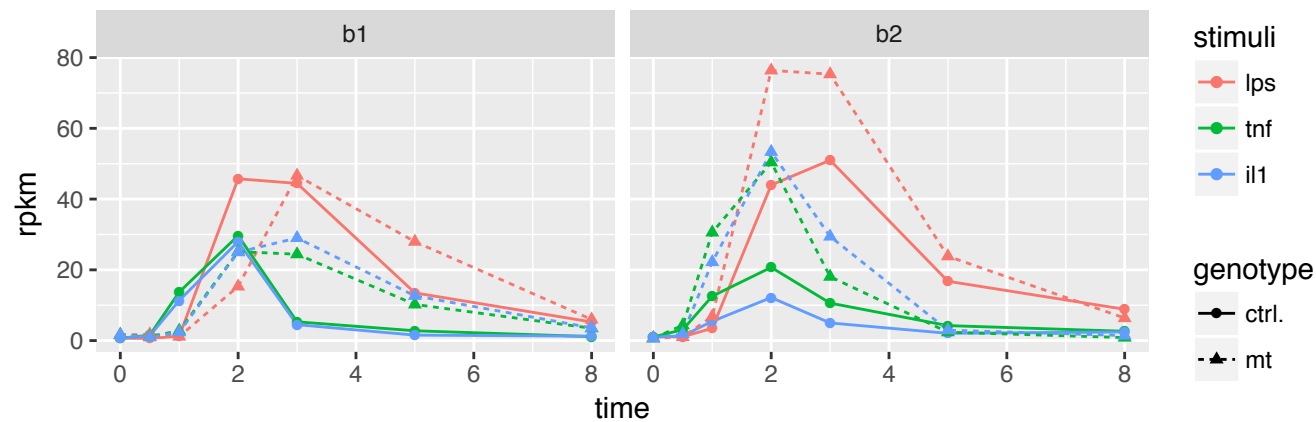 b1
b2
80
60
40
20
0
rpkm
0 2 4 6 8
0 2 4 6 8
time
stimuli
lps
tnf
il1
genotype
ctrl.
mt